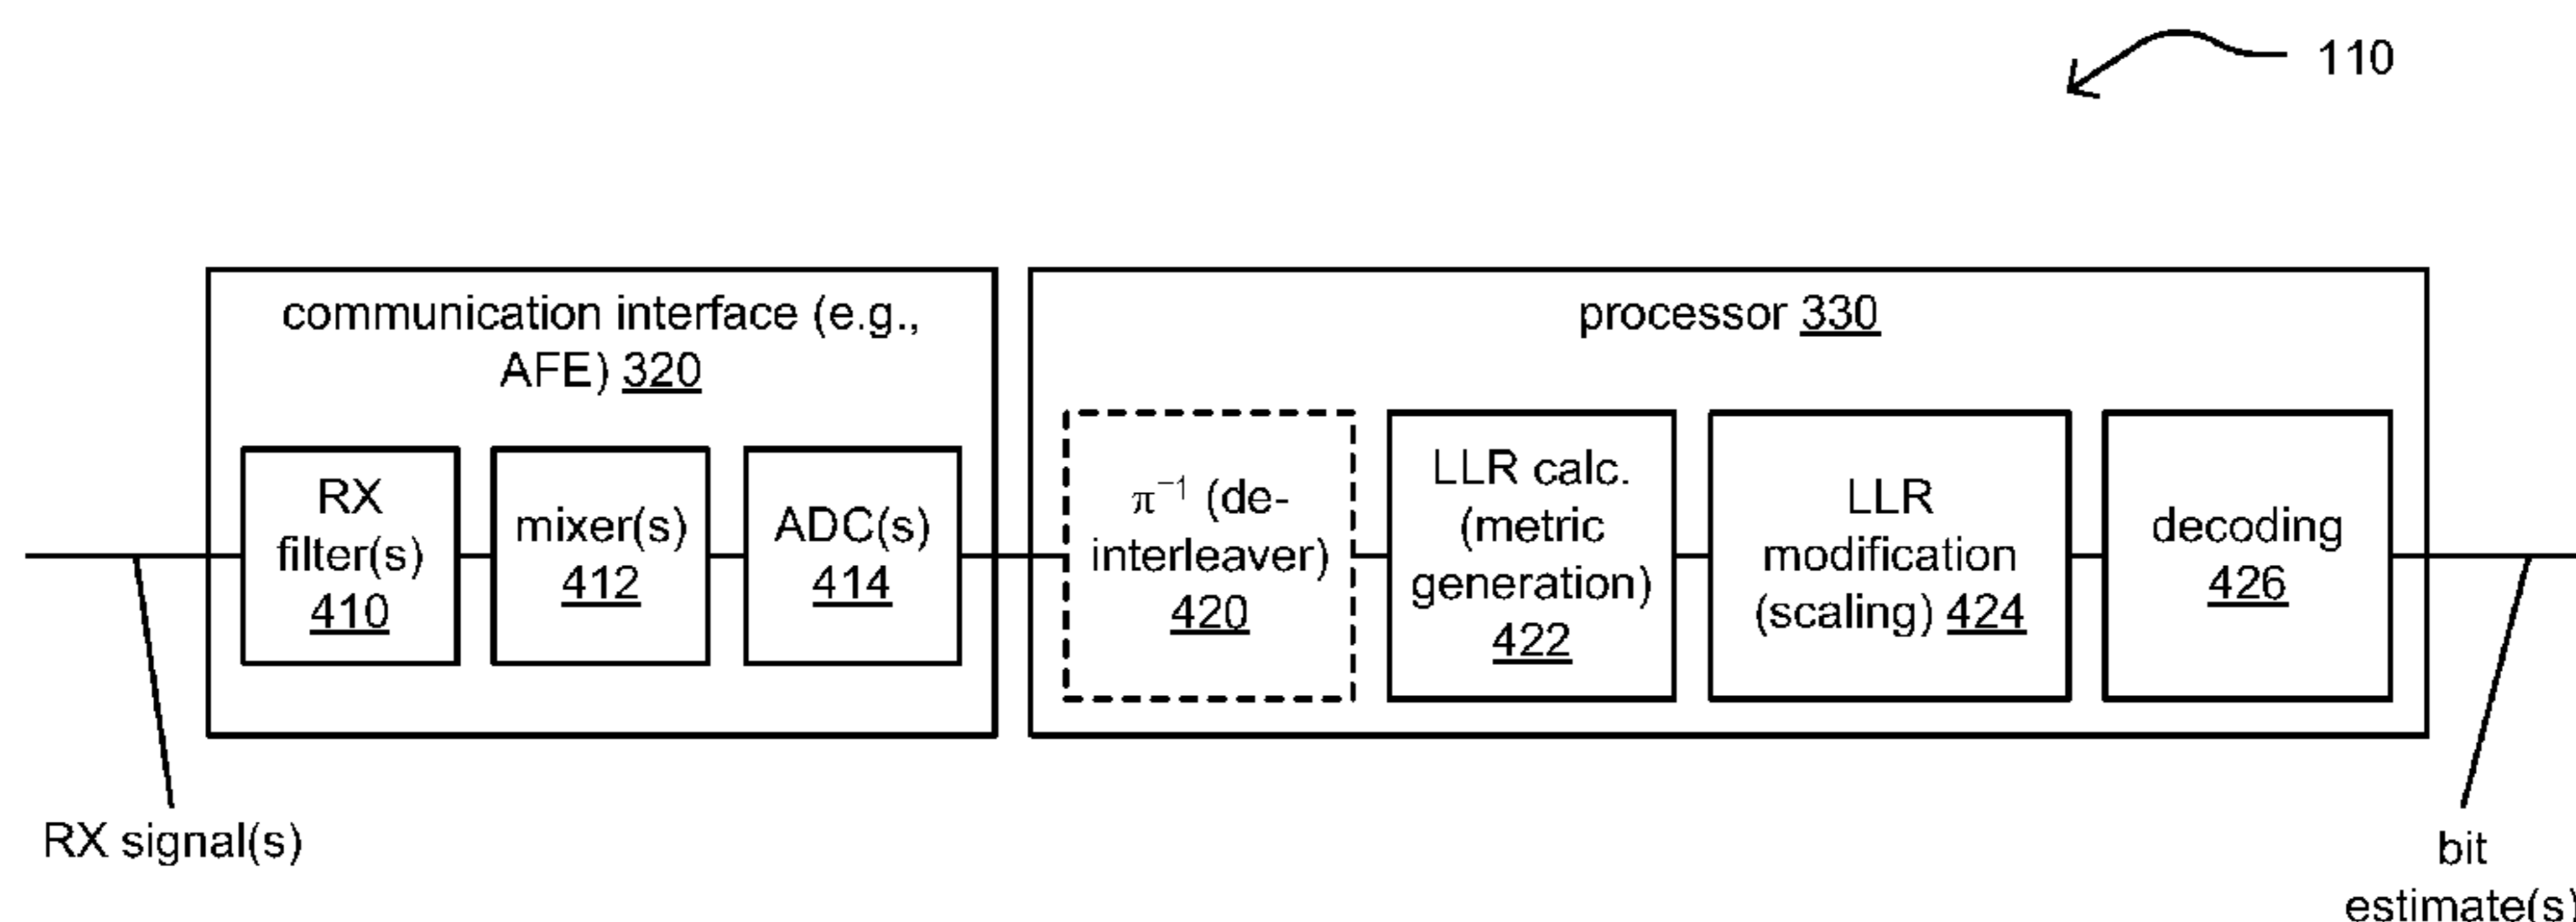 110
communication interface (e.g.,
AFE) 320
RX
filter(s)
410
mixer(s)
412
ADC(s)
414
processor 330
π⁻¹ (de-
interleaver)
420
LLR calc.
(metric
generation)
422
LLR
modification
(scaling) 424
decoding
426
RX signal(s)
bit
estimate(s)